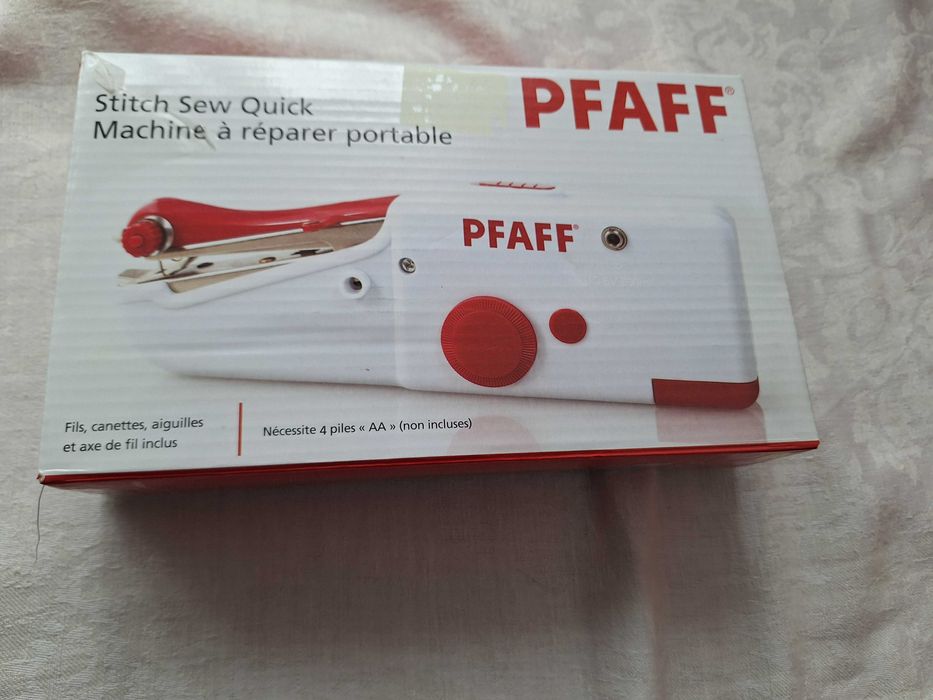 Stitch Sew Quick
Machine à réparer portable
PFAFF®
PFAFF®
Fils, canettes, aiguilles
et axe de fil inclus
Nécessite 4 piles « AA » (non incluses)